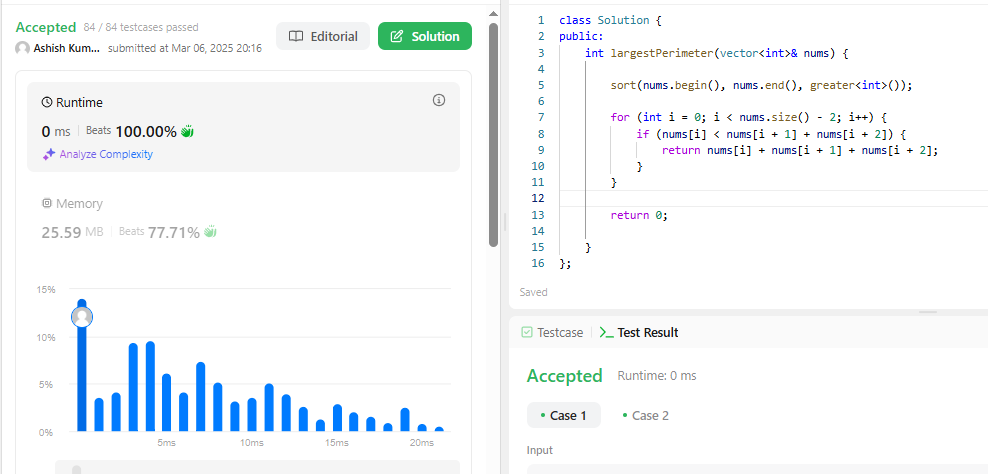 Accepted 84 / 84 testcases passed
Ashish Kum... submitted at Mar 06, 2025 20:16
Editorial
Solution
Runtime
0 ms Beats 100.00%
Analyze Complexity
Memory
25.59 MB Beats 77.71%
15%
10%
5%
0%
5ms 10ms 15ms 20ms
1 class Solution {
2 public:
3 int largestPerimeter(vector<int>& nums) {
4
5 sort(nums.begin(), nums.end(), greater<int>());
6
7 for (int i = 0; i < nums.size() - 2; i++) {
8 if (nums[i] < nums[i + 1] + nums[i + 2]) {
9 return nums[i] + nums[i + 1] + nums[i + 2];
10 }
11 }
12
13 return 0;
14
15 }
16 };
Saved
Testcase Test Result
Accepted Runtime: 0 ms
• Case 1 • Case 2
Input